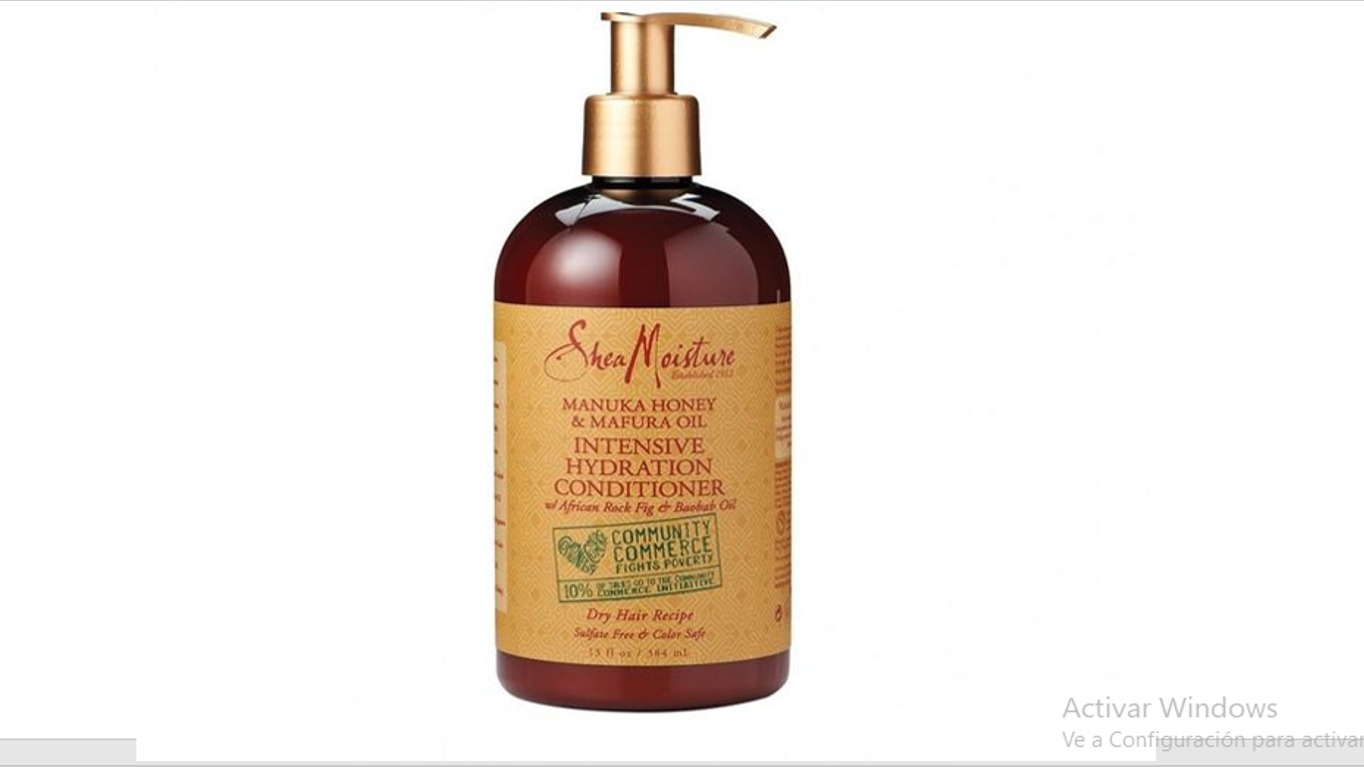 Shea Moisture
Established 1912
MANUKA HONEY
& MAFURA OIL
INTENSIVE
HYDRATION
CONDITIONER
w/ African Rock Fig & Baobab Oil
COMMUNITY
COMMERCE
FIGHTS POVERTY
10% OF SALES GO TO THE COMMUNITY
COMMERCE INITIATIVE
Dry Hair Recipe
Sulfate Free & Color Safe
13 fl oz / 384 mL
Activar Windows
Ve a Configuración para activar